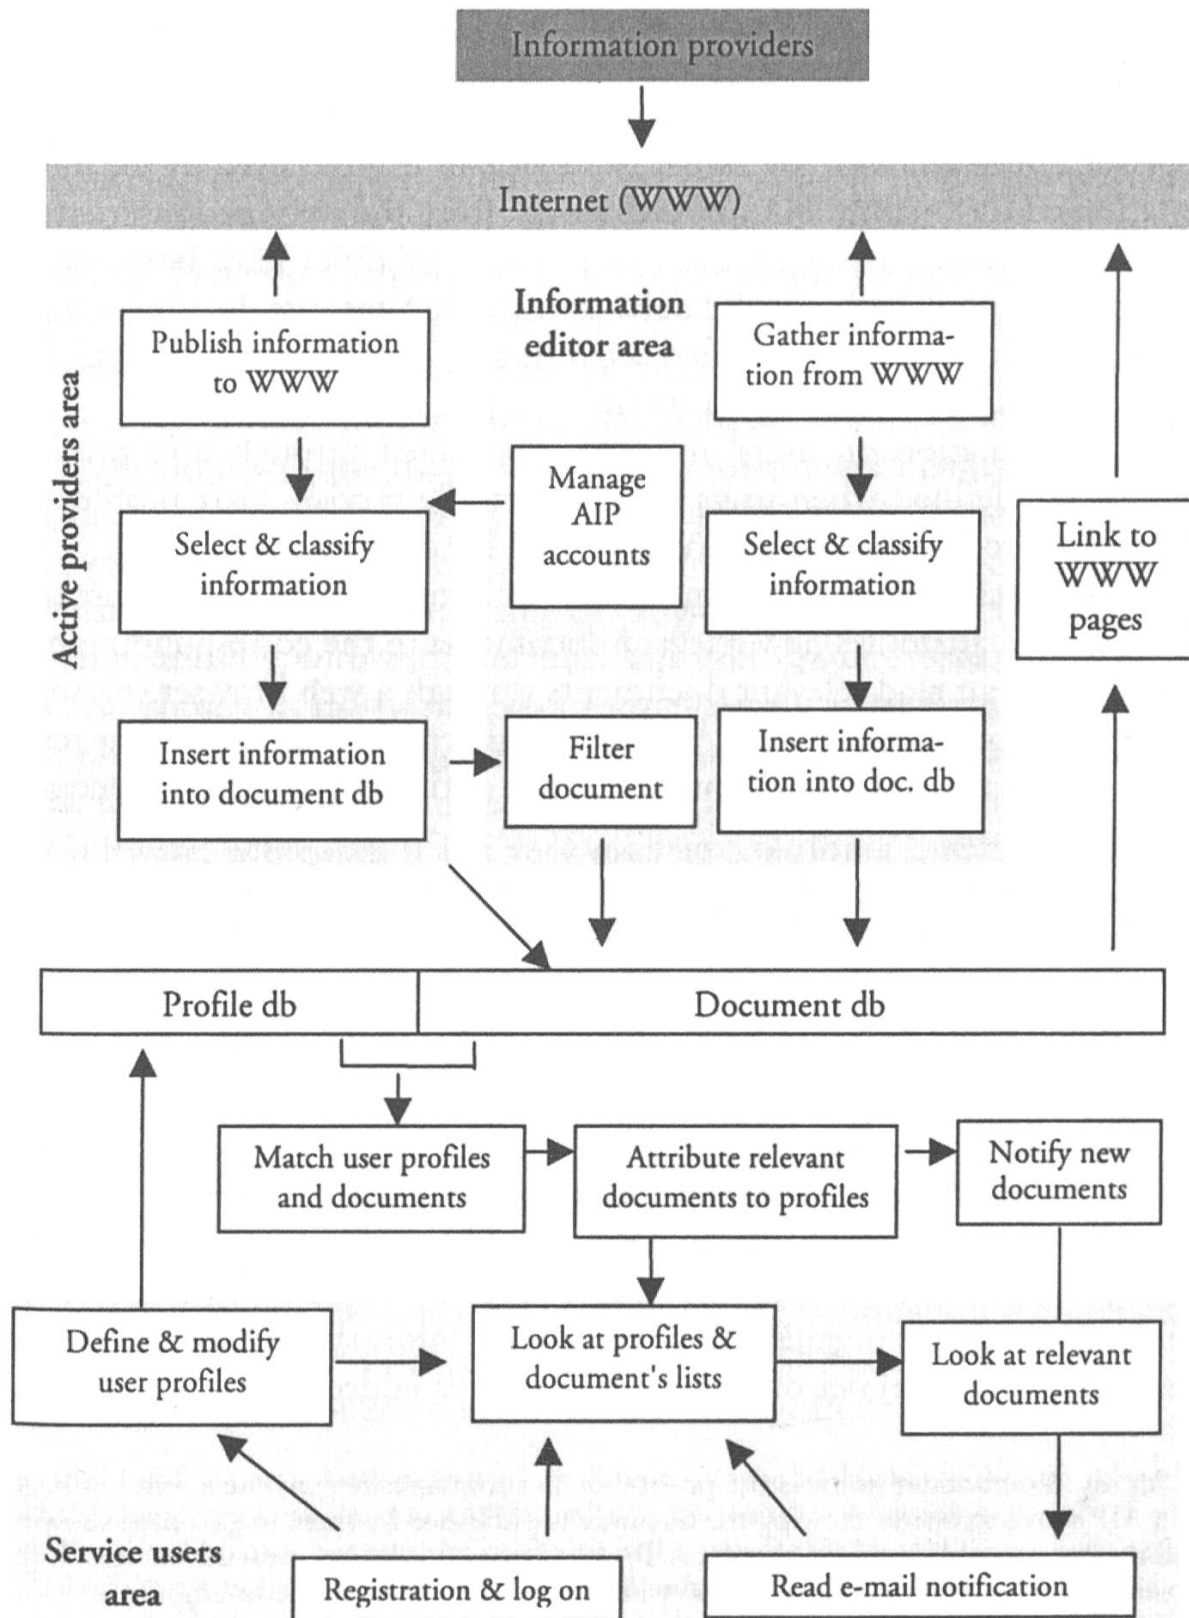 Information providers
Internet (WWW)
Publish information
to WWW
Information
editor area
Gather informa-
tion from WWW
Active providers area
Manage
AIP
accounts
Select & classify
information
Select & classify
information
Link to
WWW
pages
Insert information
into document db
Filter
document
Insert informa-
tion into doc. db
Profile db
Document db
Match user profiles
and documents
Attribute relevant
documents to profiles
Notify new
documents
Define & modify
user profiles
Look at profiles &
document's lists
Look at relevant
documents
Service users
area
Registration & log on
Read e-mail notification